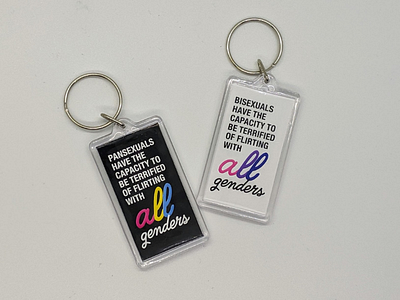 PANSEXUALS
HAVE THE
CAPACITY TO
BE TERRIFIED
OF FLIRTING
WITH
all
genders
BISEXUALS
HAVE THE
CAPACITY TO
BE TERRIFIED
OF FLIRTING
WITH
all
genders